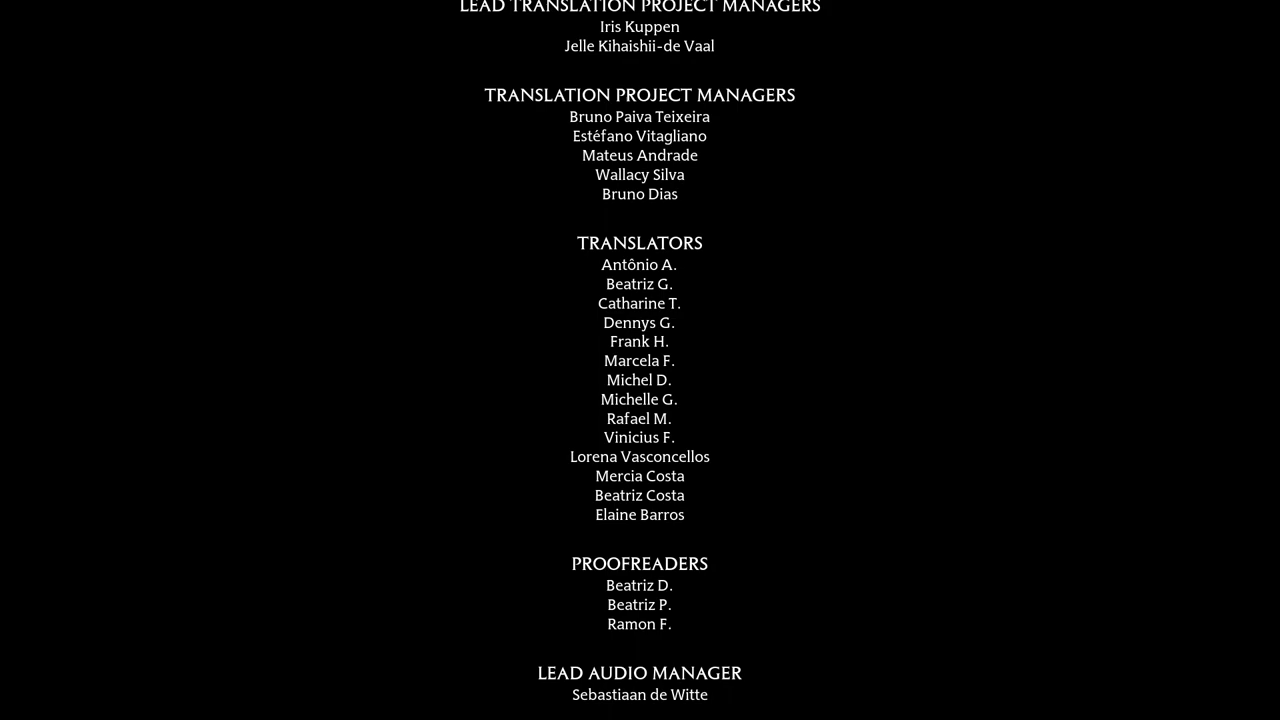 LEAD TRANSLATION PROJECT MANAGERS
Iris Kuppen
Jelle Kihaishii-de Vaal
TRANSLATION PROJECT MANAGERS
Bruno Paiva Teixeira
Estéfano Vitagliano
Mateus Andrade
Wallacy Silva
Bruno Dias
TRANSLATORS
Antônio A.
Beatriz G.
Catharine T.
Dennys G.
Frank H.
Marcela F.
Michel D.
Michelle G.
Rafael M.
Vinicius F.
Lorena Vasconcellos
Mercia Costa
Beatriz Costa
Elaine Barros
PROOFREADERS
Beatriz D.
Beatriz P.
Ramon F.
LEAD AUDIO MANAGER
Sebastiaan de Witte